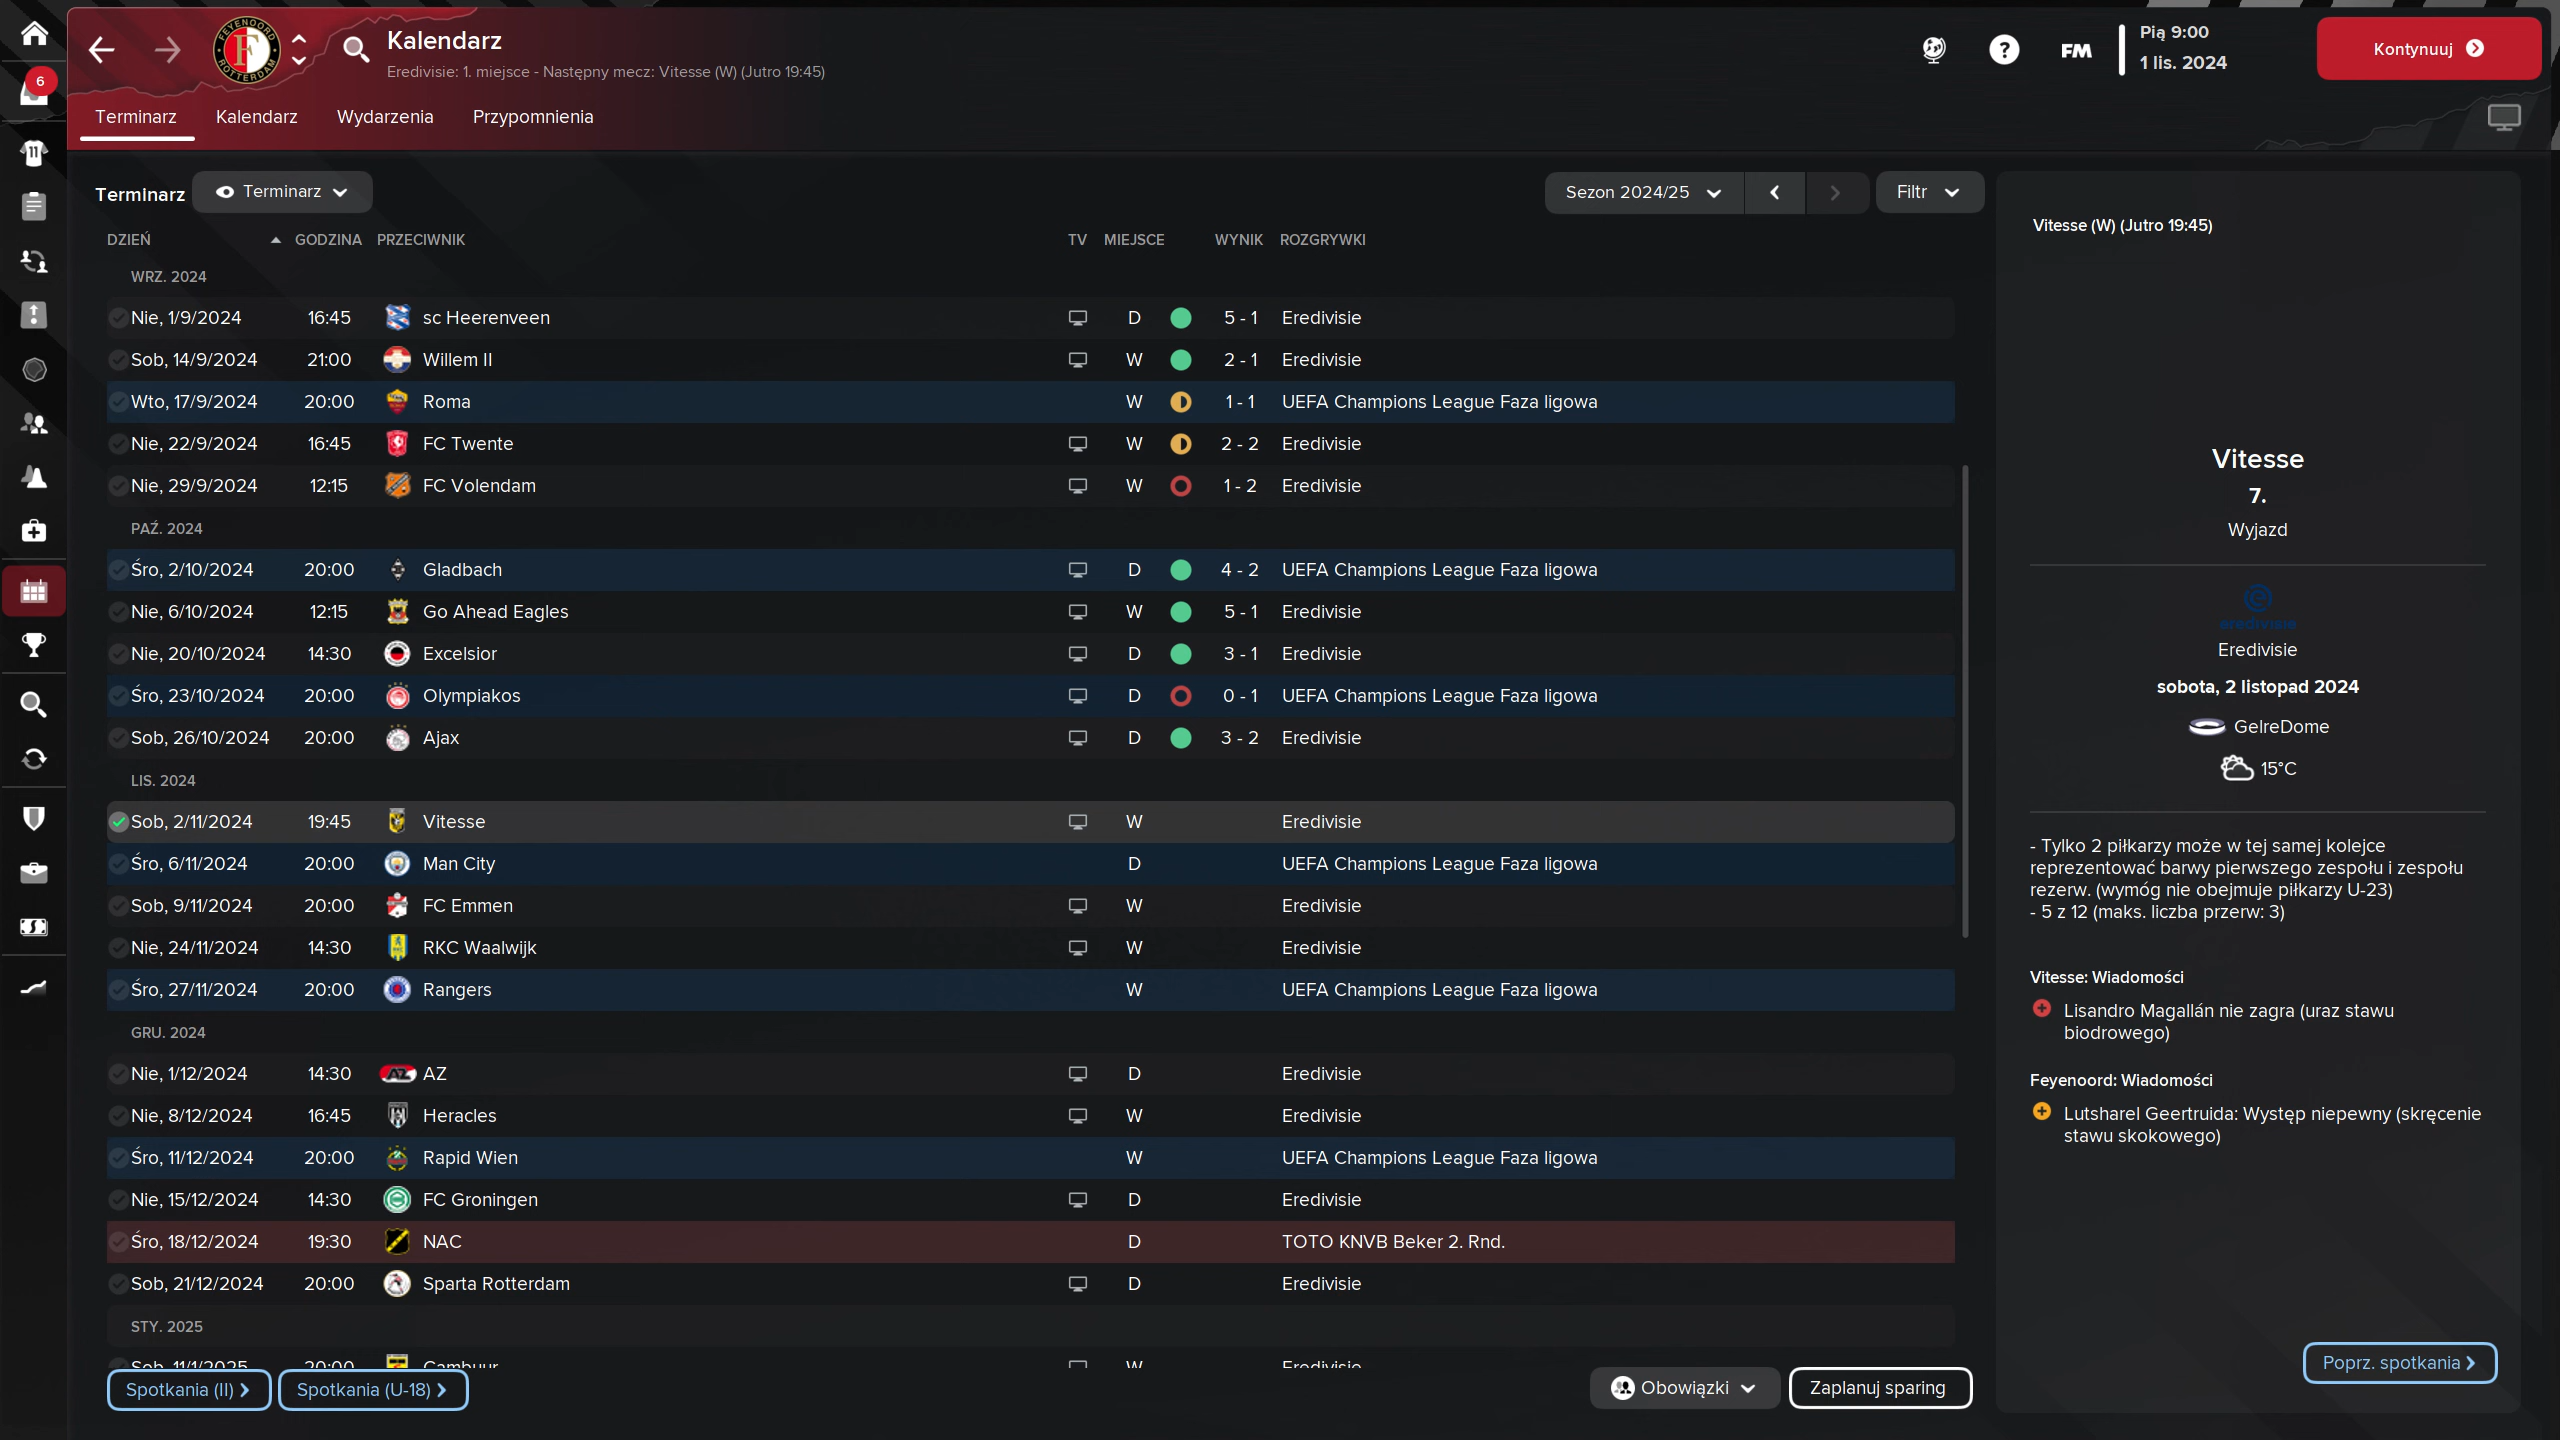 6
Kalendarz
Eredivisie: 1. miejsce - Następny mecz: Vitesse (W) (Jutro 19:45)
FM
Pią 9:00
1 lis. 2024
Kontynuuj
Terminarz Kalendarz Wydarzenia Przypomnienia
Terminarz Terminarz Sezon 2024/25 Filtr
DZIEŃ GODZINA PRZECIWNIK TV MIEJSCE WYNIK ROZGRYWKI
WRZ. 2024
Nie, 1/9/2024 16:45 sc Heerenveen D 5 - 1 Eredivisie
Sob, 14/9/2024 21:00 Willem II W 2 - 1 Eredivisie
Wto, 17/9/2024 20:00 Roma W 1 - 1 UEFA Champions League Faza ligowa
Nie, 22/9/2024 16:45 FC Twente W 2 - 2 Eredivisie
Nie, 29/9/2024 12:15 FC Volendam W 1 - 2 Eredivisie
PAŹ. 2024
Śro, 2/10/2024 20:00 Gladbach D 4 - 2 UEFA Champions League Faza ligowa
Nie, 6/10/2024 12:15 Go Ahead Eagles W 5 - 1 Eredivisie
Nie, 20/10/2024 14:30 Excelsior D 3 - 1 Eredivisie
Śro, 23/10/2024 20:00 Olympiakos D 0 - 1 UEFA Champions League Faza ligowa
Sob, 26/10/2024 20:00 Ajax D 3 - 2 Eredivisie
LIS. 2024
Sob, 2/11/2024 19:45 Vitesse W Eredivisie
Śro, 6/11/2024 20:00 Man City D UEFA Champions League Faza ligowa
Sob, 9/11/2024 20:00 FC Emmen W Eredivisie
Nie, 24/11/2024 14:30 RKC Waalwijk W Eredivisie
Śro, 27/11/2024 20:00 Rangers W UEFA Champions League Faza ligowa
GRU. 2024
Nie, 1/12/2024 14:30 AZ D Eredivisie
Nie, 8/12/2024 16:45 Heracles W Eredivisie
Śro, 11/12/2024 20:00 Rapid Wien W UEFA Champions League Faza ligowa
Nie, 15/12/2024 14:30 FC Groningen D Eredivisie
Śro, 18/12/2024 19:30 NAC D TOTO KNVB Beker 2. Rnd.
Sob, 21/12/2024 20:00 Sparta Rotterdam D Eredivisie
STY. 2025
Sob, 11/1/2025 20:00 Cambuur W Eredivisie
Spotkania (II) Spotkania (U-18) Obowiązki Zaplanuj sparing
Vitesse (W) (Jutro 19:45)
Vitesse
7.
Wyjazd
eredivisie
Eredivisie
sobota, 2 listopad 2024
GelreDome
15°C
- Tylko 2 piłkarzy może w tej samej kolejce
reprezentować barwy pierwszego zespołu i zespołu
rezerw. (wymóg nie obejmuje piłkarzy U-23)
- 5 z 12 (maks. liczba przerw: 3)
Vitesse: Wiadomości
Lisandro Magallán nie zagra (uraz stawu
biodrowego)
Feyenoord: Wiadomości
Lutsharel Geertruida: Występ niepewny (skręcenie
stawu skokowego)
Poprz. spotkania